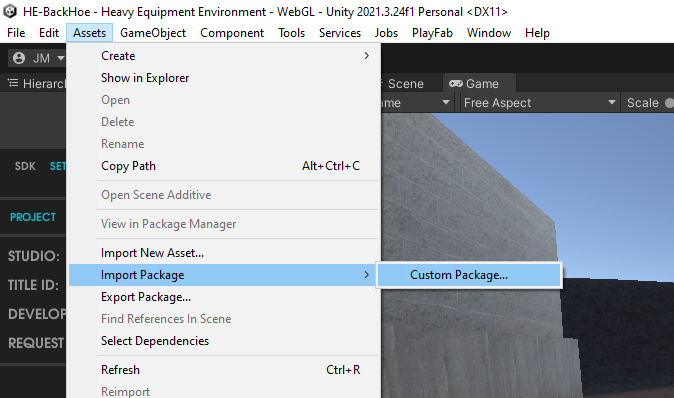 HE-BackHoe - Heavy Equipment Environment - WebGL - Unity 2021.3.24f1 Personal <DX11>
File Edit Assets GameObject Component Tools Services Jobs PlayFab Window Help
JM
Create
Hierarch
Scene
Game
Show in Explorer
ame
Free Aspect
Scale
Open
Delete
Rename
Copy Path Alt+Ctrl+C
SDK SET
Open Scene Additive
PROJECT
View in Package Manager
STUDIO:
Import New Asset...
Import Package
Custom Package...
TITLE ID:
Export Package...
DEVELOP
Find References In Scene
REQUEST
Select Dependencies
Refresh Ctrl+R
Reimport